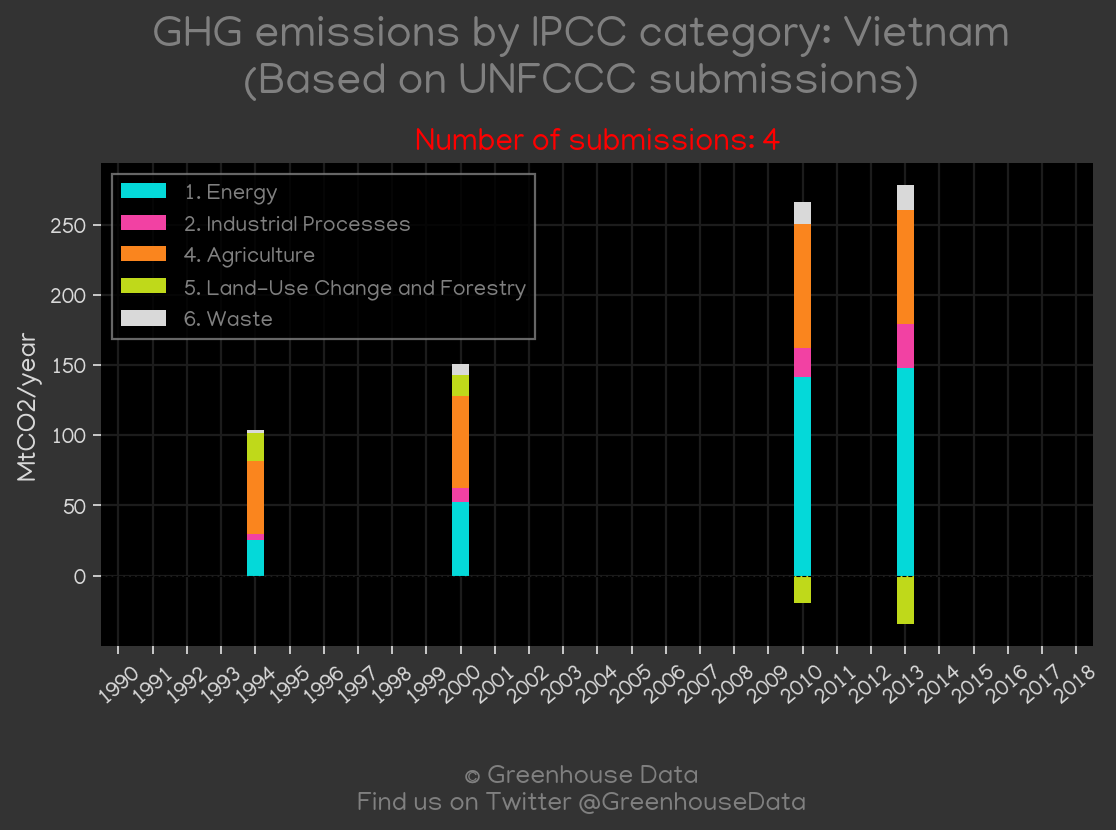 GHG emissions by IPCC category: Vietnam
(Based on UNFCCC submissions)
Number of submissions: 4
1. Energy
2. Industrial Processes
4. Agriculture
5. Land-Use Change and Forestry
6. Waste
MtCO2/year
250
200
150
100
50
0
1990 1991 1992 1993 1994 1995 1996 1997 1998 1999 2000 2001 2002 2003 2004 2005 2006 2007 2008 2009 2010 2011 2012 2013 2014 2015 2016 2017 2018
© Greenhouse Data
Find us on Twitter @GreenhouseData